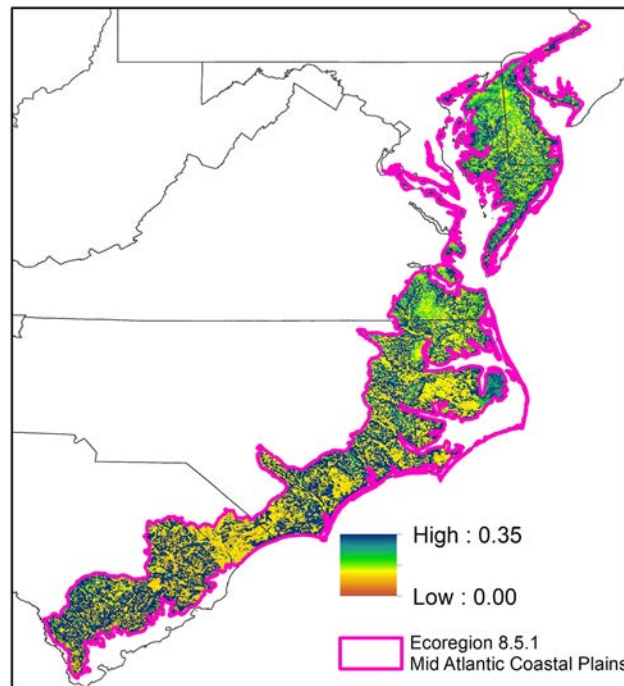 High : 0.35
Low : 0.00
Ecoregion 8.5.1
Mid Atlantic Coastal Plains